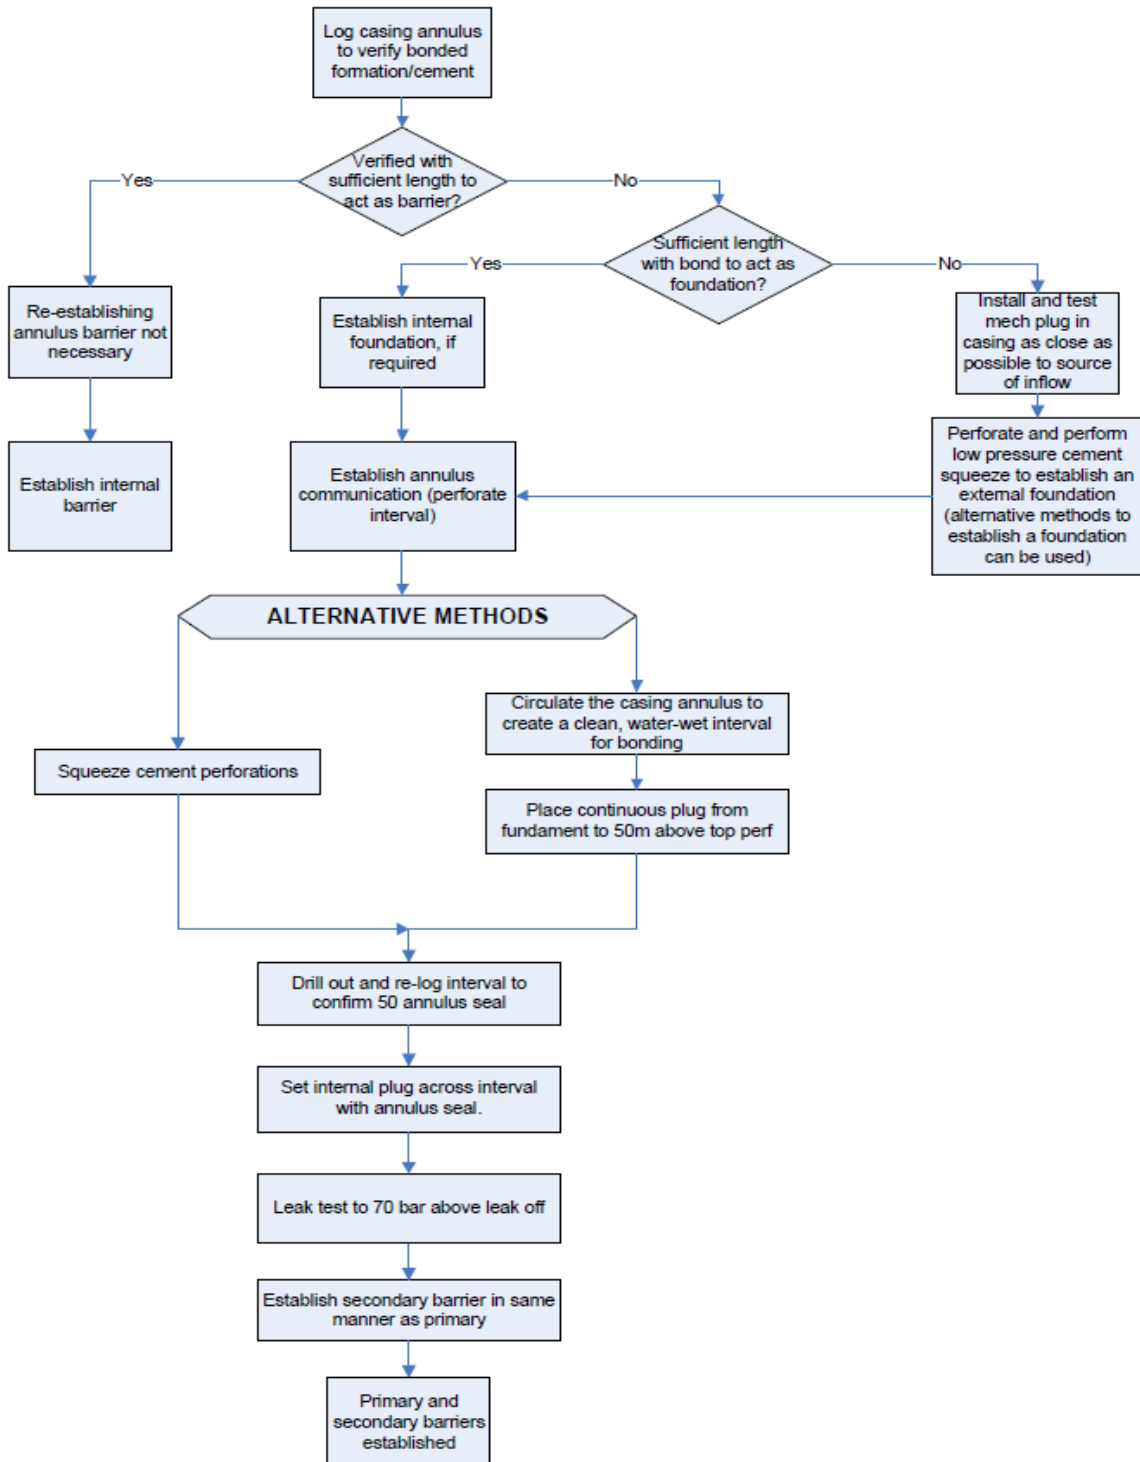 Log casing annulus
to verify bonded
formation/cement
Verified with
sufficient length to
act as barrier?
Yes
No
Sufficient length
with bond to act as
foundation?
Yes
No
Re-establishing
annulus barrier not
necessary
Establish internal
foundation, if
required
Install and test
mech plug in
casing as close as
possible to source
of inflow
Establish internal
barrier
Establish annulus
communication (perforate
interval)
Perforate and perform
low pressure cement
squeeze to establish an
external foundation
(alternative methods to
establish a foundation
can be used)
ALTERNATIVE METHODS
Squeeze cement perforations
Circulate the casing annulus to
create a clean, water-wet interval
for bonding
Place continuous plug from
fundament to 50m above top perf
Drill out and re-log interval to
confirm 50 annulus seal
Set internal plug across interval
with annulus seal.
Leak test to 70 bar above leak off
Establish secondary barrier in same
manner as primary
Primary and
secondary barriers
established